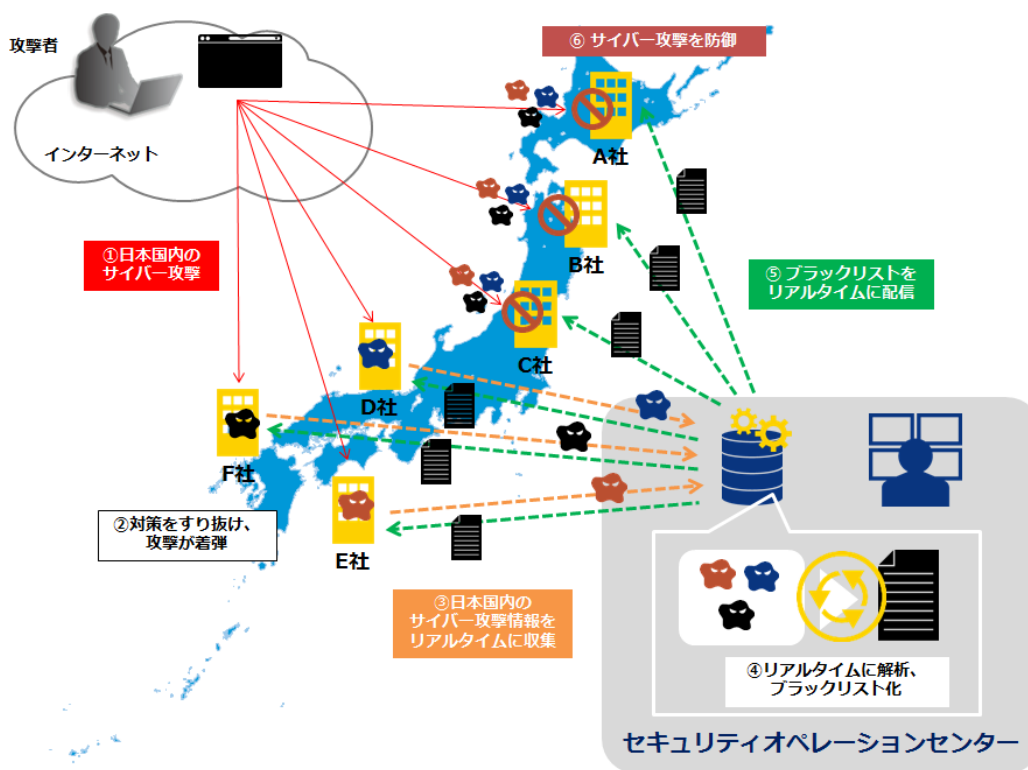 攻撃者
⑥ サイバー攻撃を防御
インターネット
A社
①日本国内の
サイバー攻撃
B社
⑤ ブラックリストを
リアルタイムに配信
C社
D社
F社
②対策をすり抜け、
攻撃が着弾
E社
③日本国内の
サイバー攻撃情報を
リアルタイムに収集
④リアルタイムに解析、
ブラックリスト化
セキュリティオペレーションセンター